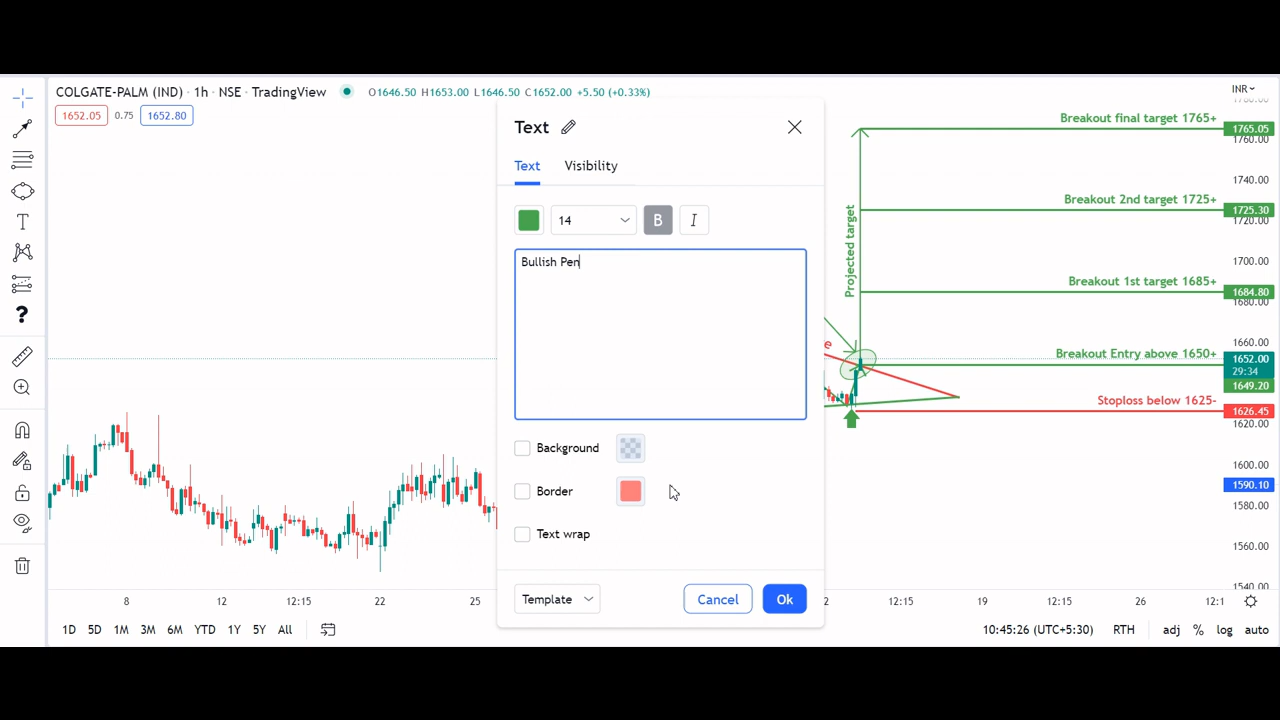 COLGATE-PALM (IND) · 1h · NSE · TradingView
O1646.50 H1653.00 L1646.50 C1652.00 +5.50 (+0.33%)
INR
1652.05 0.75 1652.80
Text
Text Visibility
14 B I
Bullish Pen
Background
Border
Text wrap
Template Cancel Ok
Projected target
Breakout final target 1765+
Breakout 2nd target 1725+
Breakout 1st target 1685+
Breakout Entry above 1650+
Stoploss below 1625-
1780.00
1765.05
1760.00
1740.00
1725.30
1720.00
1700.00
1684.80
1680.00
1660.00
1652.00
29:34
1649.20
1626.45
1620.00
1600.00
1590.10
1580.00
1560.00
1540.00
8 12 12:15 22 25 2 12:15 19 12:15 26 12:1
1D 5D 1M 3M 6M YTD 1Y 5Y All
10:45:26 (UTC+5:30) RTH adj % log auto